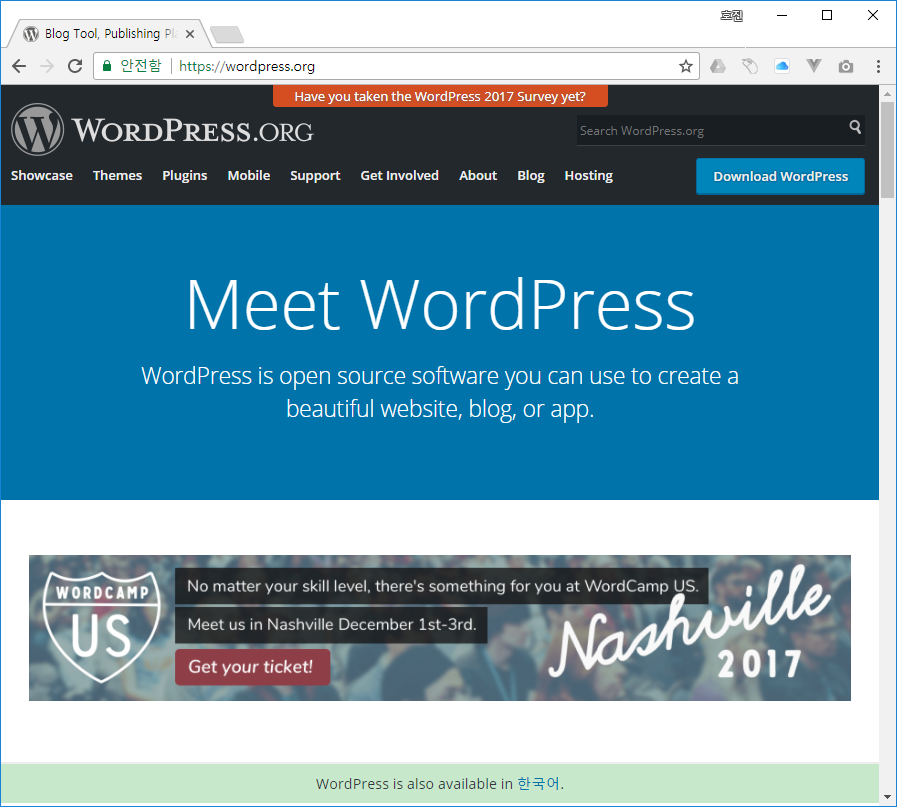 호젠
Blog Tool, Publishing Pla
안전함
https://wordpress.org
Have you taken the WordPress 2017 Survey yet?
WORDPRESS.ORG
Search WordPress.org
Showcase Themes Plugins Mobile Support Get Involved About Blog Hosting
Download WordPress
Meet WordPress
WordPress is open source software you can use to create a
beautiful website, blog, or app.
WORDCAMP
US
No matter your skill level, there's something for you at WordCamp US.
Meet us in Nashville December 1st-3rd.
Get your ticket!
Nashville
2017
WordPress is also available in 한국어.